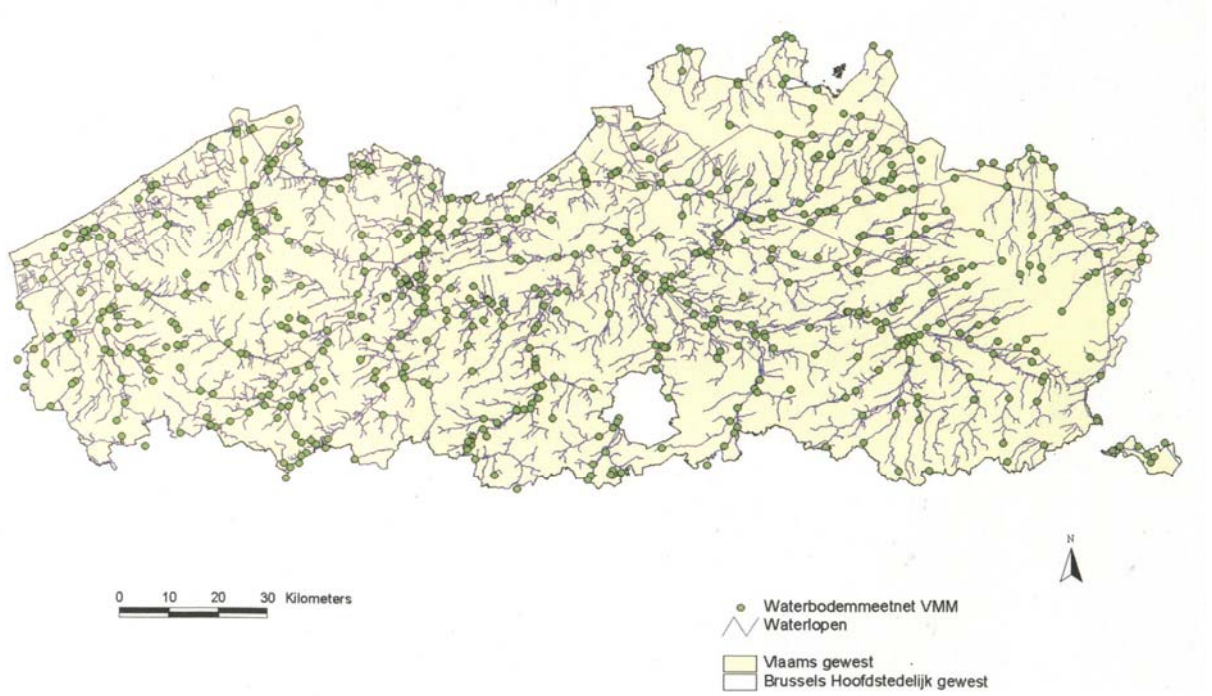 N
0 10 20 30 Kilometers
Waterbodemmeetnet VMM
Waterlopen
Vlaams gewest
Brussels Hoofdstedelijk gewest